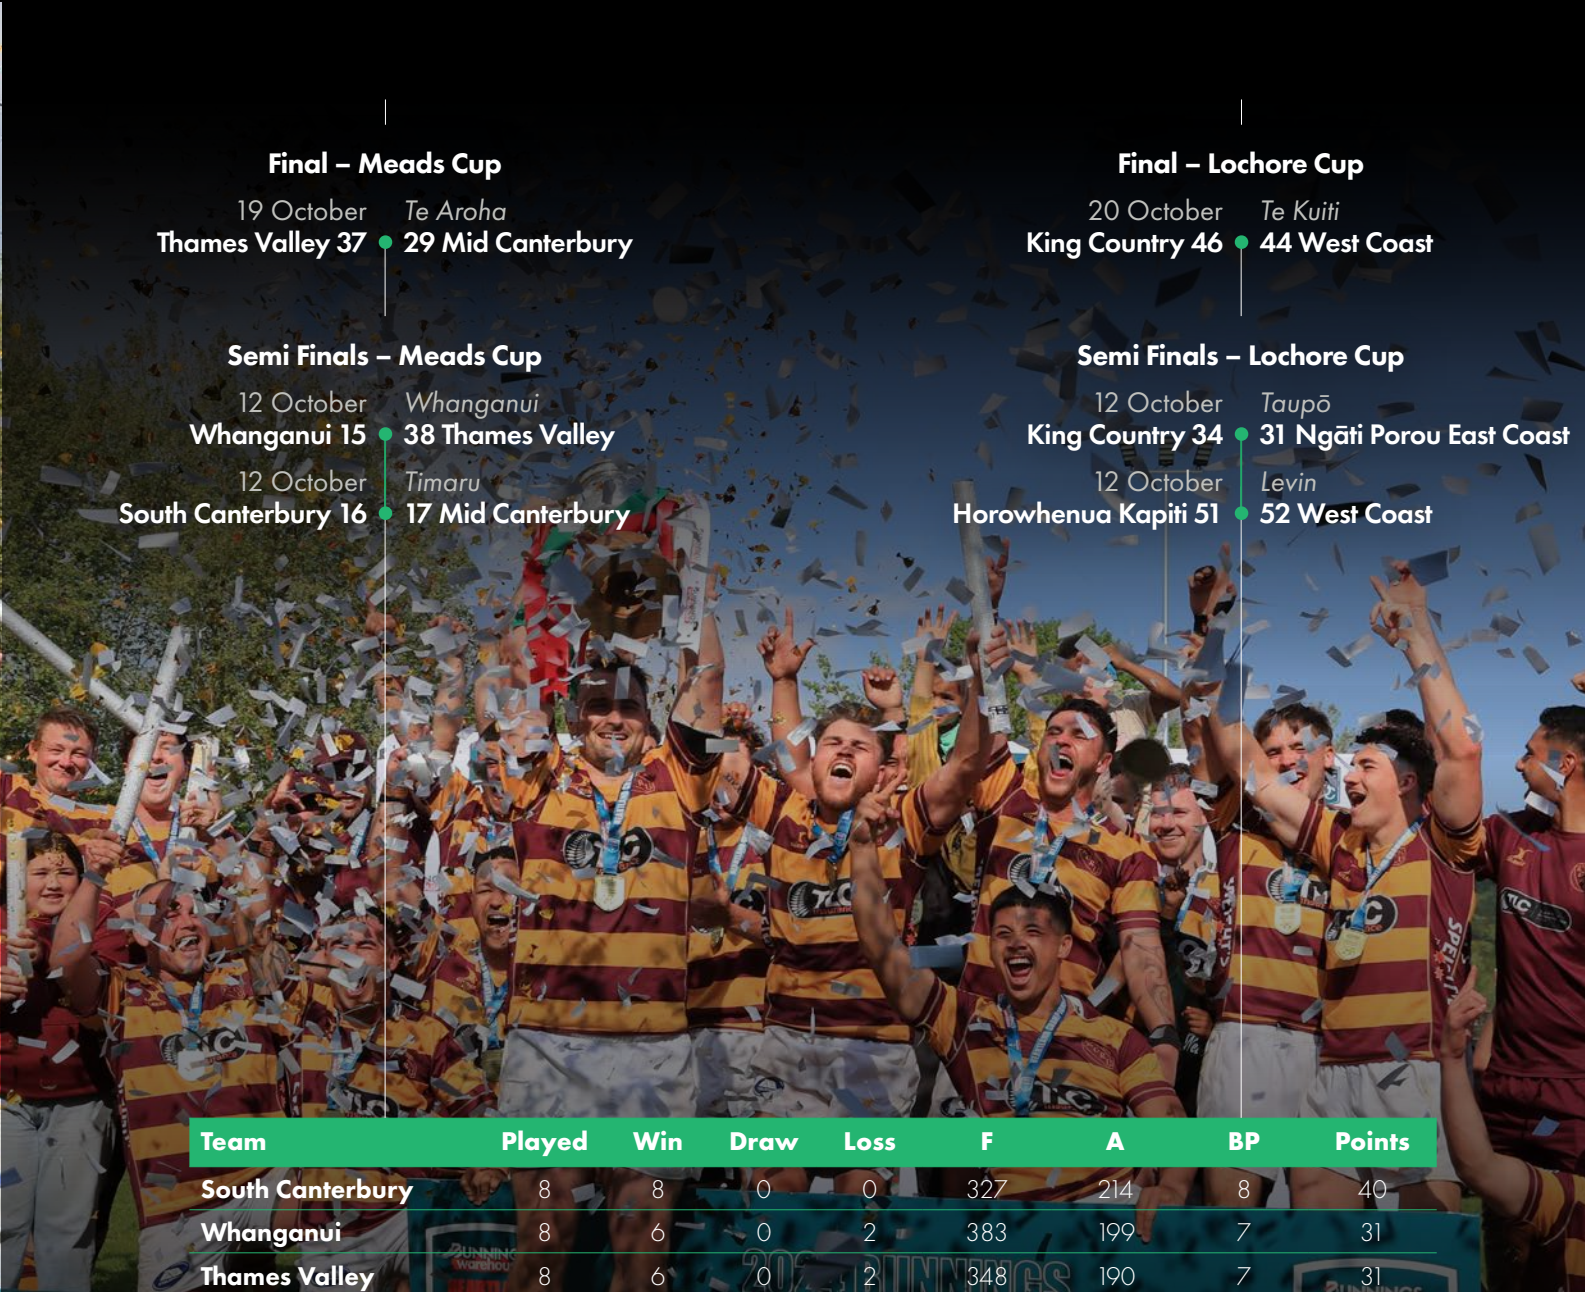 Final – Meads Cup
19 October Te Aroha
Thames Valley 37 29 Mid Canterbury
Semi Finals – Meads Cup
12 October Whanganui
Whanganui 15 38 Thames Valley
12 October Timaru
South Canterbury 16 17 Mid Canterbury
Final – Lochore Cup
20 October Te Kuiti
King Country 46 44 West Coast
Semi Finals – Lochore Cup
12 October Taupō
King Country 34 31 Ngāti Porou East Coast
12 October Levin
Horowhenua Kapiti 51 52 West Coast
Team Played Win Draw Loss F A BP Points
South Canterbury 8 8 0 0 327 214 8 40
Whanganui 8 6 0 2 383 199 7 31
Thames Valley 8 6 0 2 348 190 7 31
BUNNINGS